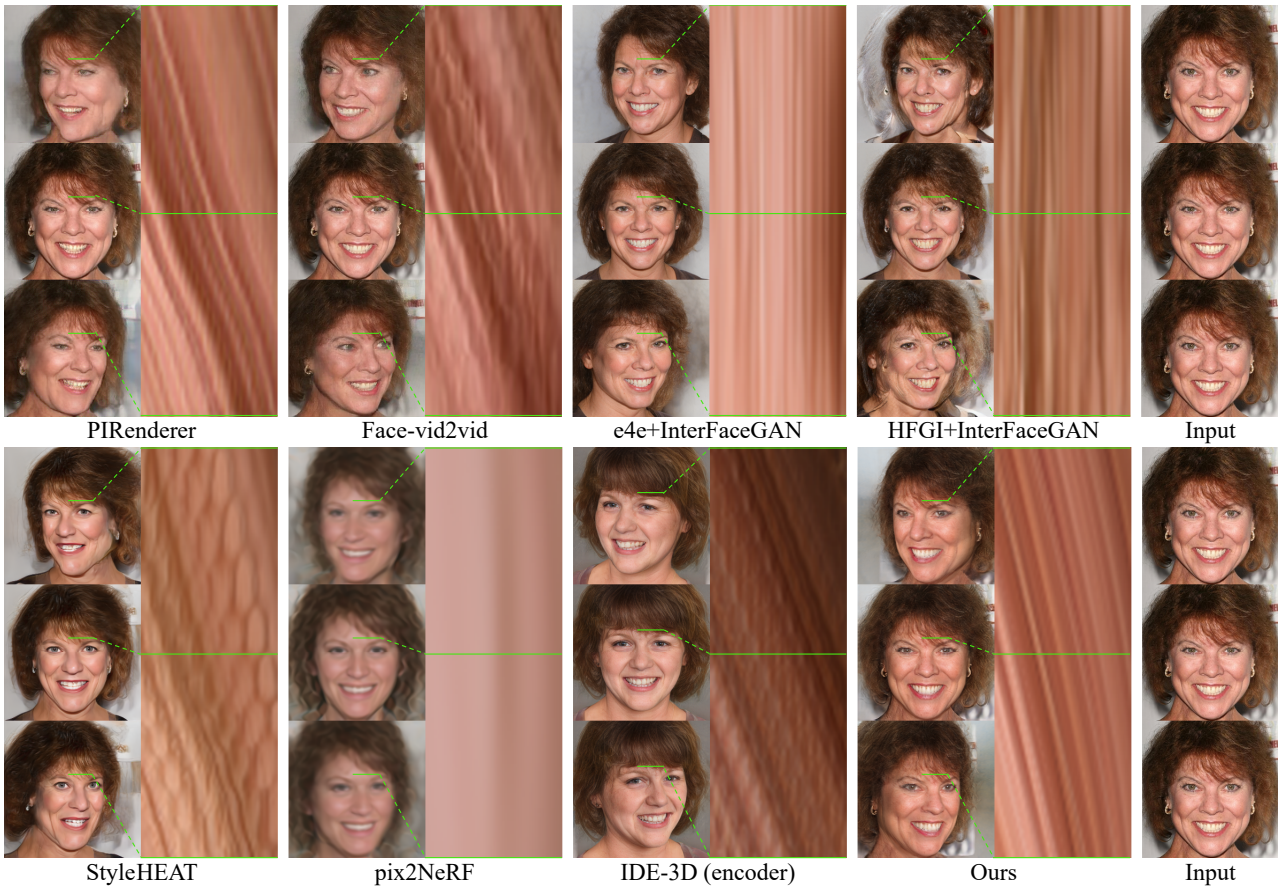 PIRenderer Face-vid2vid e4e+InterFaceGAN HFGI+InterFaceGAN Input
StyleHEAT pix2NeRF IDE-3D (encoder) Ours Input